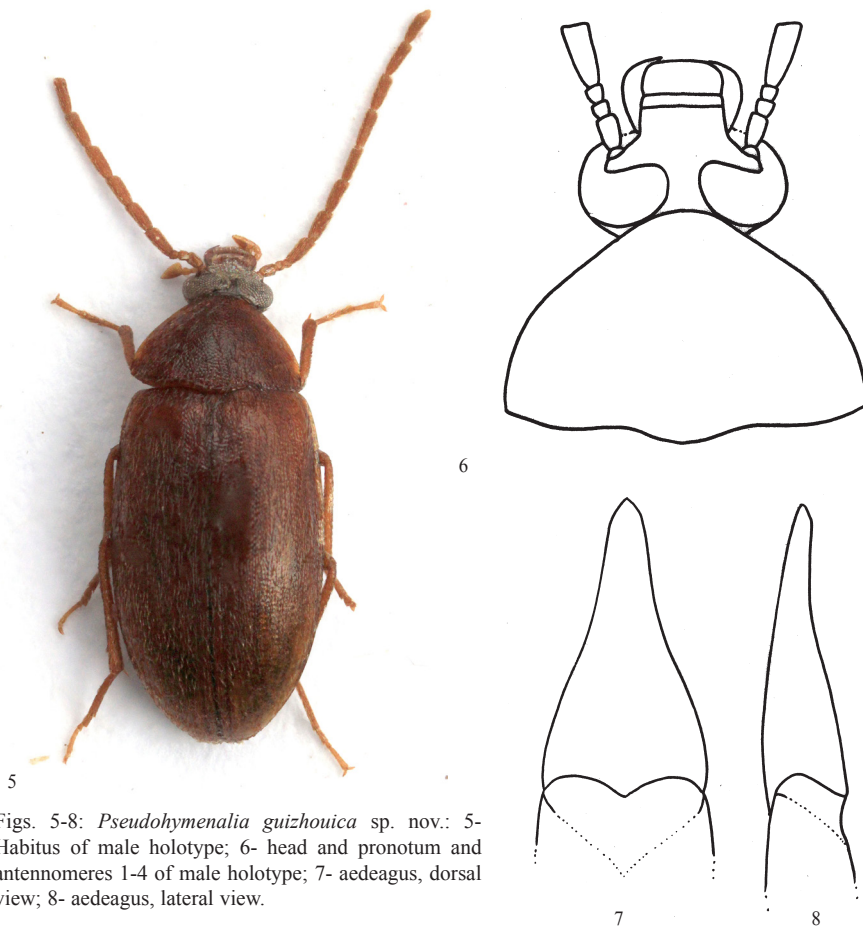 6
5
Figs. 5-8: Pseudohymenalia guizhouica sp. nov.: 5-
Habitus of male holotype; 6- head and pronotum and
antennomeres 1-4 of male holotype; 7- aedeagus, dorsal
view; 8- aedeagus, lateral view.
7 8